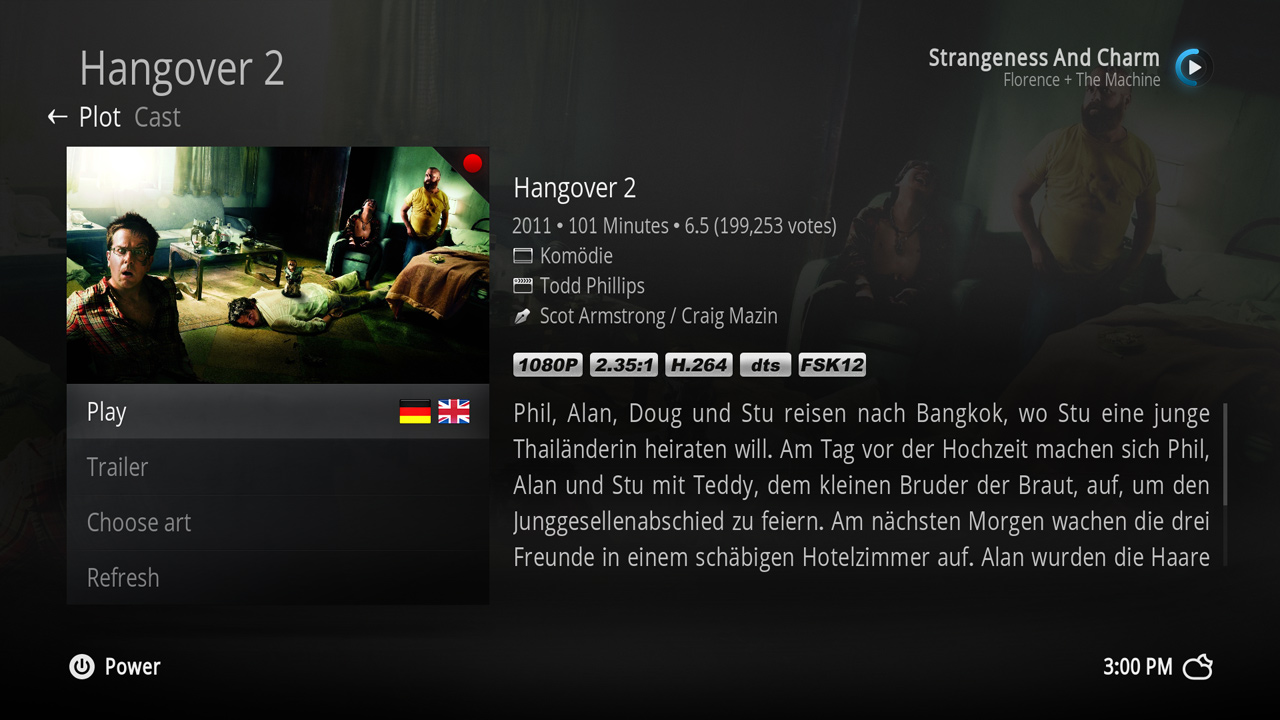 Hangover 2
Strangeness And Charm
Florence + The Machine
← Plot Cast
Hangover 2
2011 • 101 Minutes • 6.5 (199,253 votes)
Komödie
Todd Phillips
Scot Armstrong / Craig Mazin
1080P 2.35:1 H.264 dts FSK12
Play
Trailer
Choose art
Refresh
Phil, Alan, Doug und Stu reisen nach Bangkok, wo Stu eine junge
Thailänderin heiraten will. Am Tag vor der Hochzeit machen sich Phil,
Alan und Stu mit Teddy, dem kleinen Bruder der Braut, auf, um den
Junggesellenabschied zu feiern. Am nächsten Morgen wachen die drei
Freunde in einem schäbigen Hotelzimmer auf. Alan wurden die Haare
Power
3:00 PM